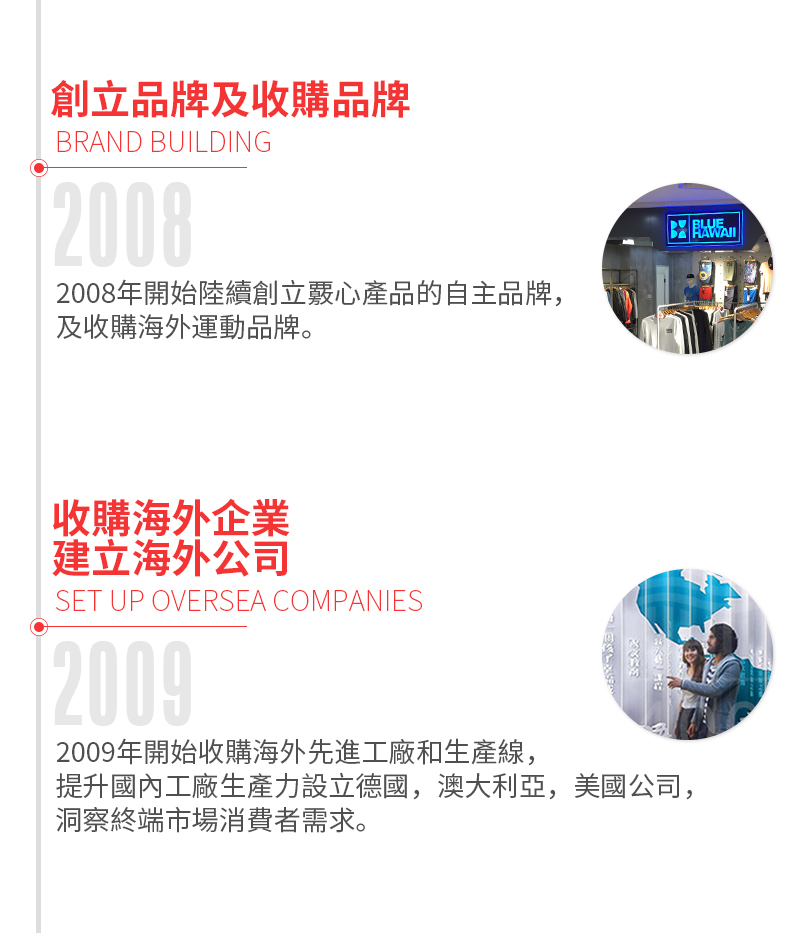 創立品牌及收購品牌
BRAND BUILDING
2008
BLUE
HAWAII
2008年開始陸續創立覈心產品的自主品牌，
及收購海外運動品牌。
收購海外企業
建立海外公司
SET UP OVERSEA COMPANIES
2009
2009年開始收購海外先進工廠和生產線，
提升國內工廠生產力設立德國，澳大利亞，美國公司，
洞察終端市場消費者需求。